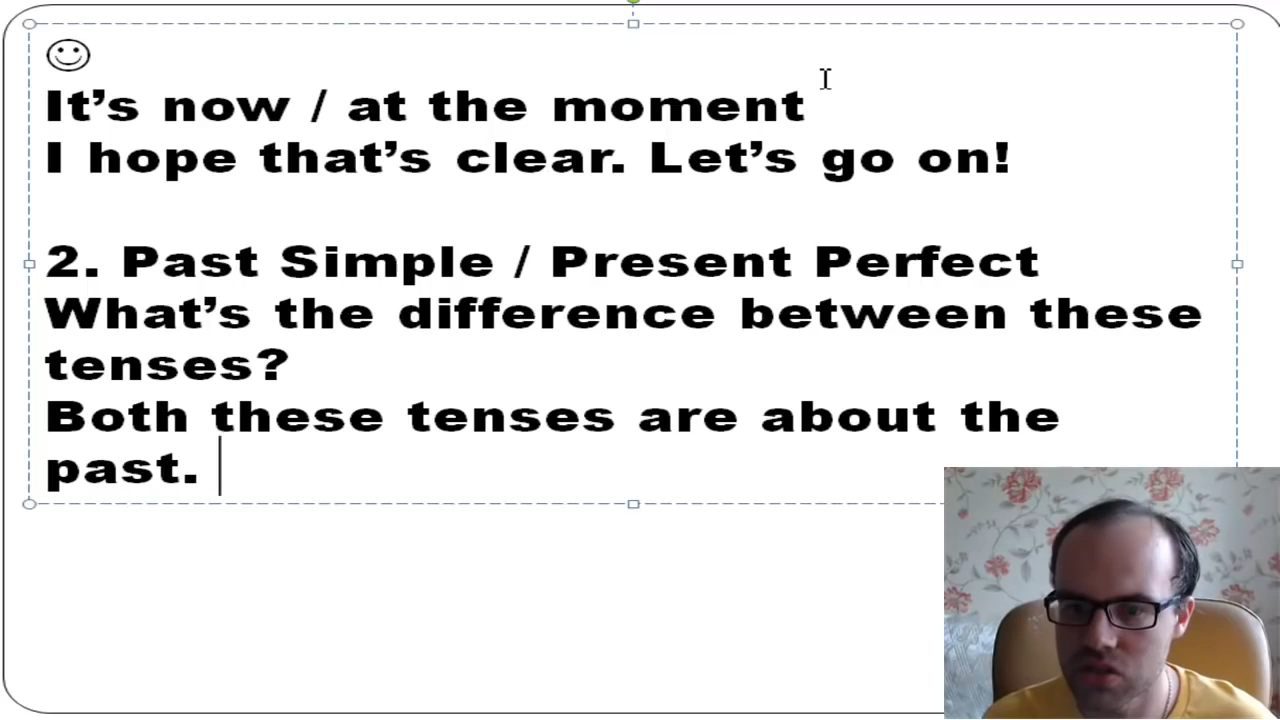 It’s now / at the moment
I hope that’s clear. Let’s go on!
2. Past Simple / Present Perfect
What’s the difference between these
tenses?
Both these tenses are about the
past.